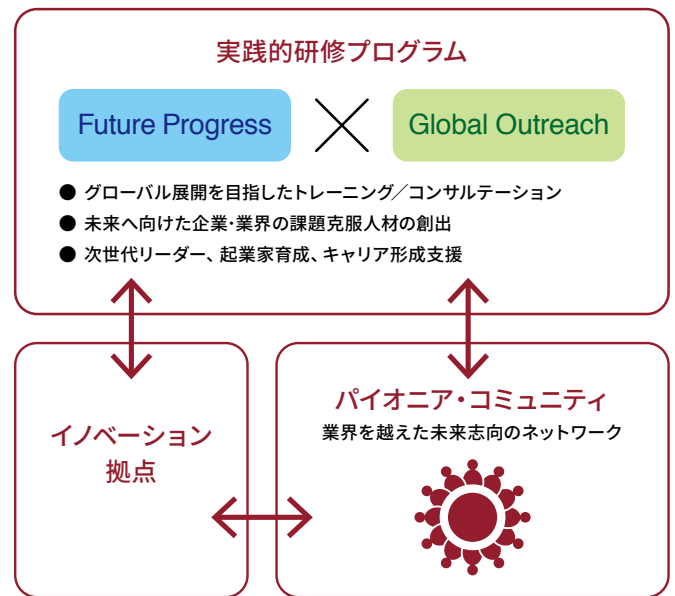 実践的研修プログラム
Future Progress
Global Outreach
● グローバル展開を目指したトレーニング／コンサルテーション
● 未来へ向けた企業・業界の課題克服人材の創出
● 次世代リーダー、起業家育成、キャリア形成支援
イノベーション
拠点
パイオニア・コミュニティ
業界を越えた未来志向のネットワーク